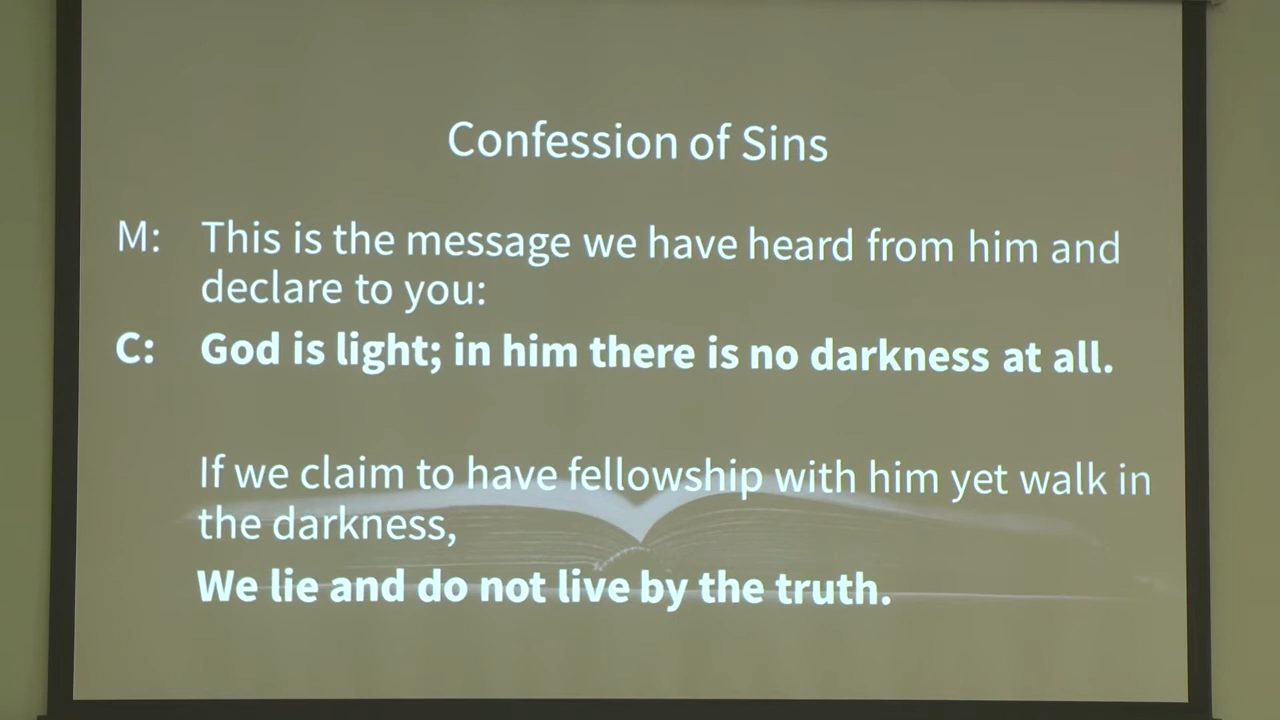 Confession of Sins
M: This is the message we have heard from him and
declare to you:
C: God is light; in him there is no darkness at all.
If we claim to have fellowship with him yet walk in
the darkness,
We lie and do not live by the truth.